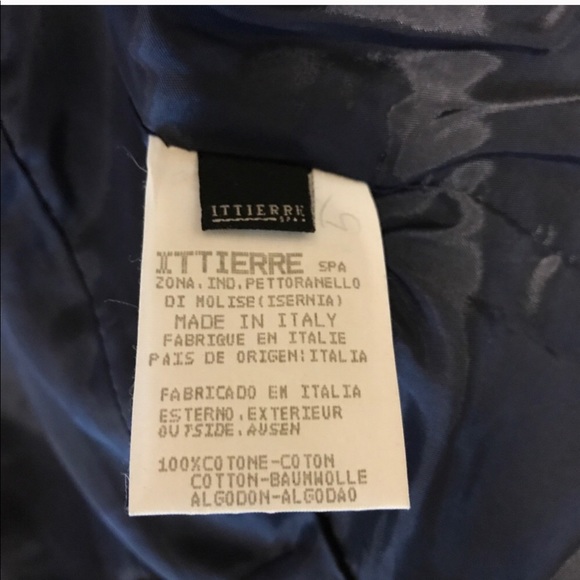 ITTIERRE
SPA
5
ITTIERRE SPA
ZONA.IND.PETTORANELLO
DI MOLISE(ISERNIA)
MADE IN ITALY
FABRIQUE EN ITALIE
PAIS DE ORIGEN:ITALIA
FABRICADO EM ITALIA
ESTERNO.EXTERIEUR
OUTSIDE.AUSEN
100%COTONE-COTON
COTTON-BAUMWOLLE
ALGODON-ALGODAO